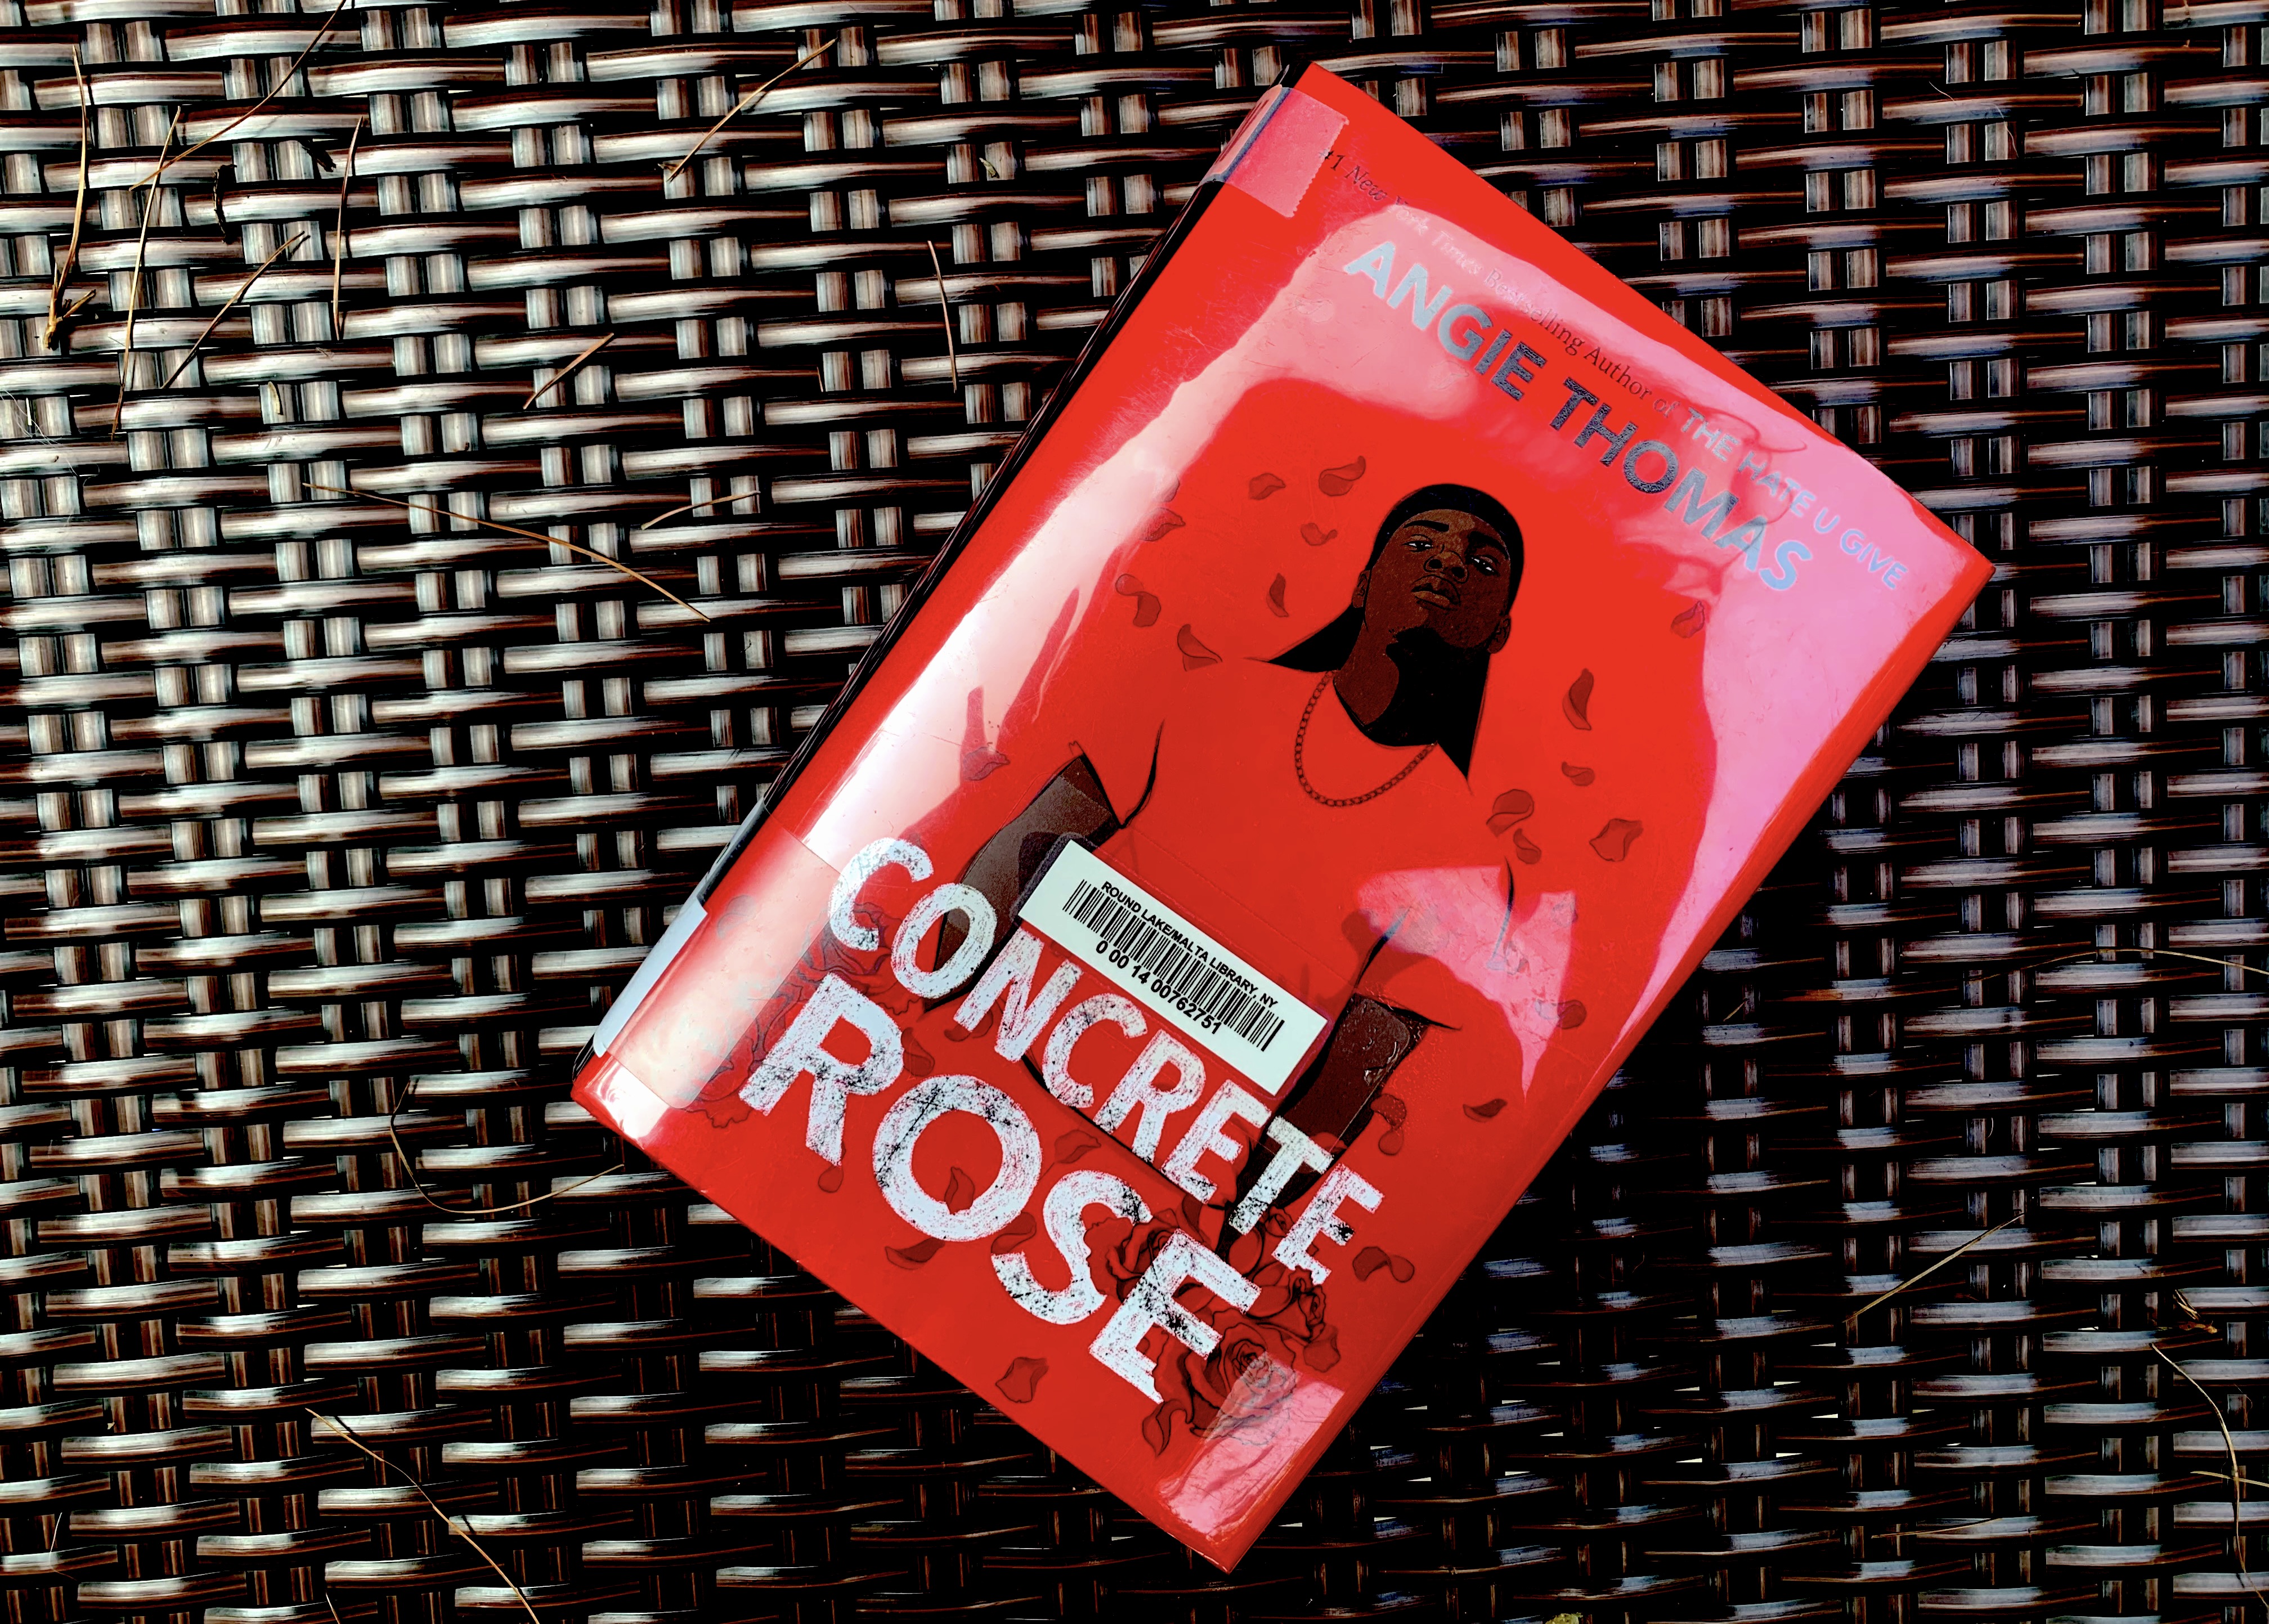 #1 New York Times Bestselling Author of THE HATE U GIVE
ANGIE THOMAS
ROUND LAKE/MALTA LIBRARY, NY
0 00 14 00762751
CONCRETE
ROSE